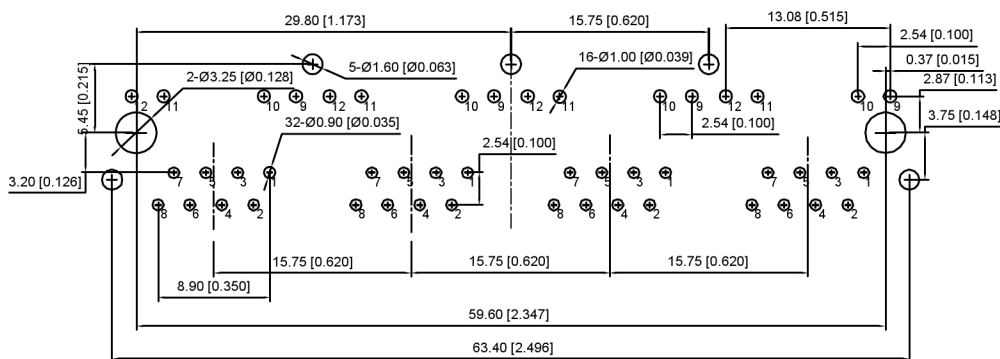 29.80 [1.173]
15.75 [0.620]
13.08 [0.515]
2.54 [0.100]
5-Ø1.60 [Ø0.063]
16-Ø1.00 [Ø0.039]
0.37 [0.015]
2-Ø3.25 [Ø0.128]
2.87 [0.113]
5.45 [0.215]
12 11 10 9 12 11 10 9 12 11 10 9 12 11 10 9
3.75 [0.148]
32-Ø0.90 [Ø0.035]
2.54 [0.100]
2.54 [0.100]
3.20 [0.126]
7 5 3 1 7 5 3 1 7 5 3 1 7 5 3 1
8 6 4 2 8 6 4 2 8 6 4 2 8 6 4 2
15.75 [0.620]
15.75 [0.620]
15.75 [0.620]
8.90 [0.350]
59.60 [2.347]
63.40 [2.496]